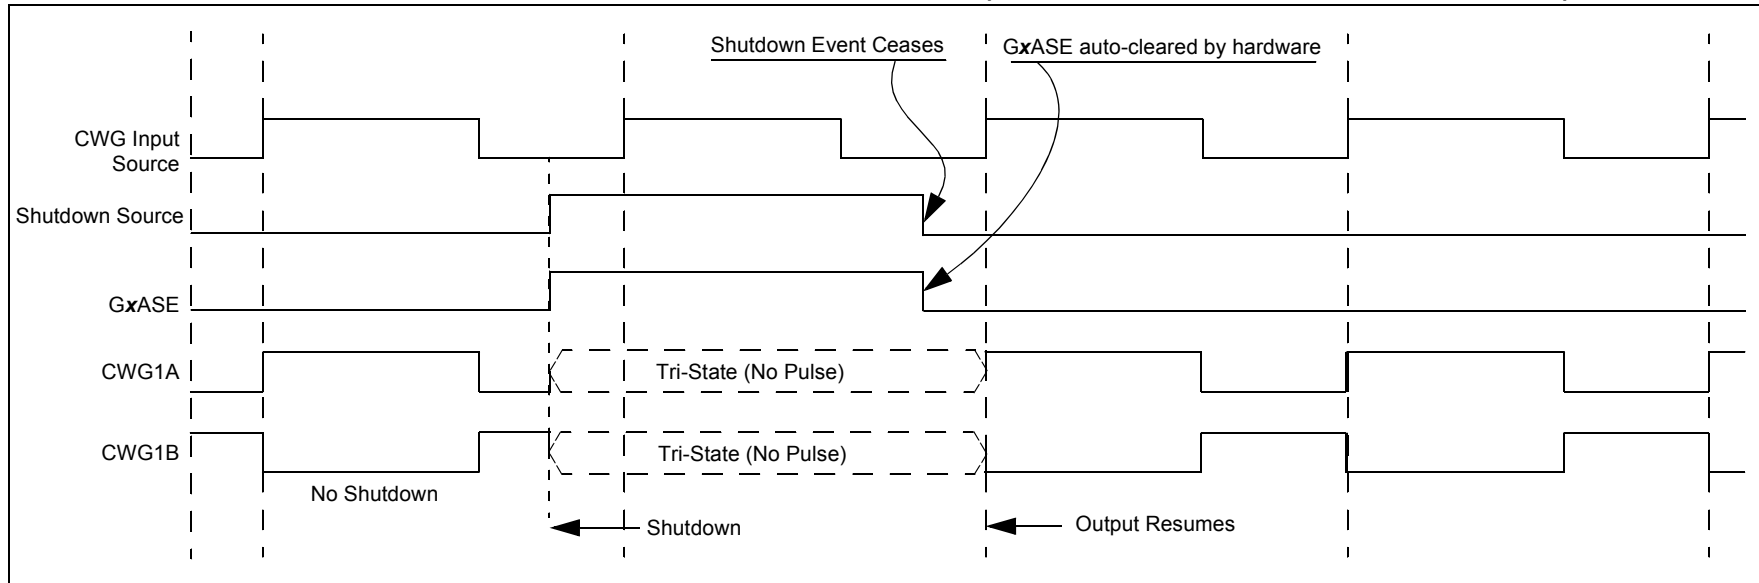 Shutdown Event Ceases
GxASE auto-cleared by hardware
CWG Input
Source
Shutdown Source
GxASE
CWG1A
Tri-State (No Pulse)
CWG1B
Tri-State (No Pulse)
No Shutdown
Shutdown
Output Resumes